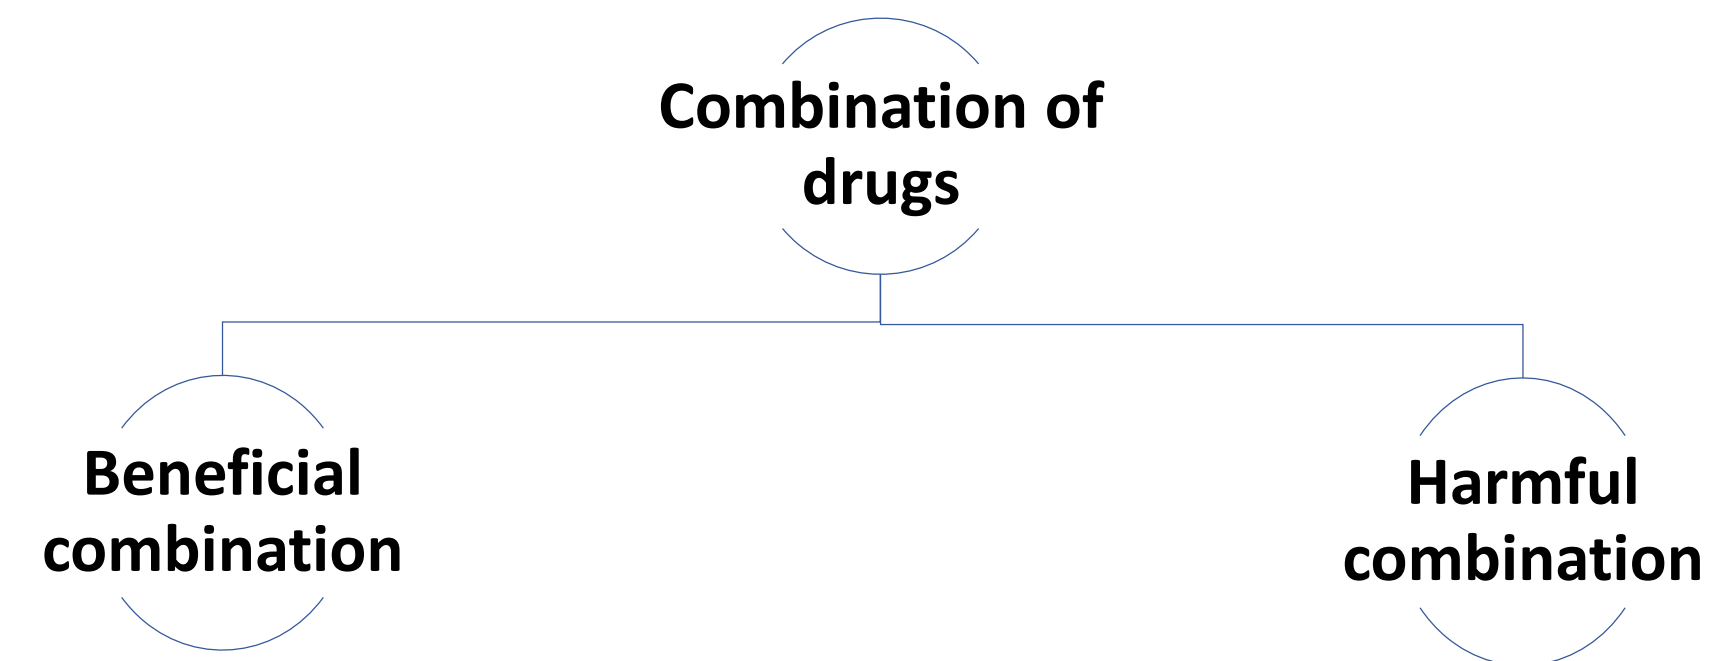 Combination of
drugs
Beneficial
combination
Harmful
combination